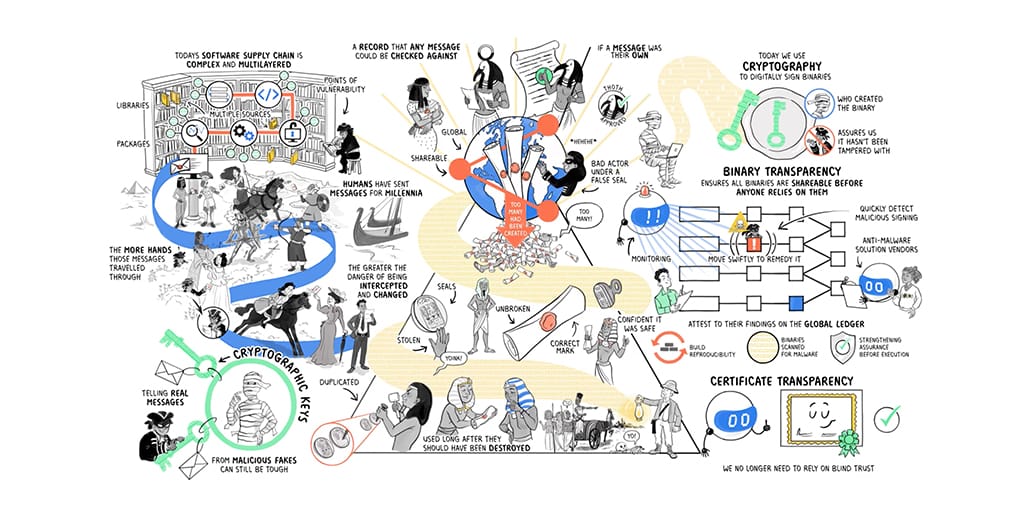 TODAYS SOFTWARE SUPPLY CHAIN IS
COMPLEX AND MULTILAYERED
LIBRARIES
MULTIPLE SOURCES
PACKAGES
POINTS OF
VULNERABILITY
HUMANS HAVE SENT
MESSAGES FOR MILLENNIA
THE MORE HANDS
THOSE MESSAGES
TRAVELLED
THROUGH
THE GREATER THE
DANGER OF BEING
INTERCEPTED
AND CHANGED
CRYPTOGRAPHIC KEYS
TELLING REAL
MESSAGES
FROM MALICIOUS FAKES
CAN STILL BE TOUGH
A RECORD THAT ANY MESSAGE
COULD BE CHECKED AGAINST
IF A MESSAGE WAS
THEIR OWN
THOTH
APPROVED
GLOBAL
SHAREABLE
*HEHEHE*
BAD ACTOR
UNDER A
FALSE SEAL
TOO
MANY HAD
BEEN
CREATED
TOO
MANY!
SEALS
STOLEN
YOINK!
UNBROKEN
CORRECT
MARK
CONFIDENT IT
WAS SAFE
DUPLICATED
USED LONG AFTER THEY
SHOULD HAVE BEEN DESTROYED
YO!
TODAY WE USE
CRYPTOGRAPHY
TO DIGITALLY SIGN BINARIES
WHO CREATED
THE BINARY
ASSURES US
IT HASN'T BEEN
TAMPERED WITH
BINARY TRANSPARENCY
ENSURES ALL BINARIES ARE SHAREABLE BEFORE
ANYONE RELIES ON THEM
!!
MONITORING
!
QUICKLY DETECT
MALICIOUS SIGNING
MOVE SWIFTLY TO REMEDY IT
ANTI-MALWARE
SOLUTION VENDORS
ATTEST TO THEIR FINDINGS ON THE GLOBAL LEDGER
BUILD
REPRODUCIBILITY
BINARIES
SCANNED
FOR MALWARE
STRENGTHENING
ASSURANCE
BEFORE EXECUTION
CERTIFICATE TRANSPARENCY
WE NO LONGER NEED TO RELY ON BLIND TRUST